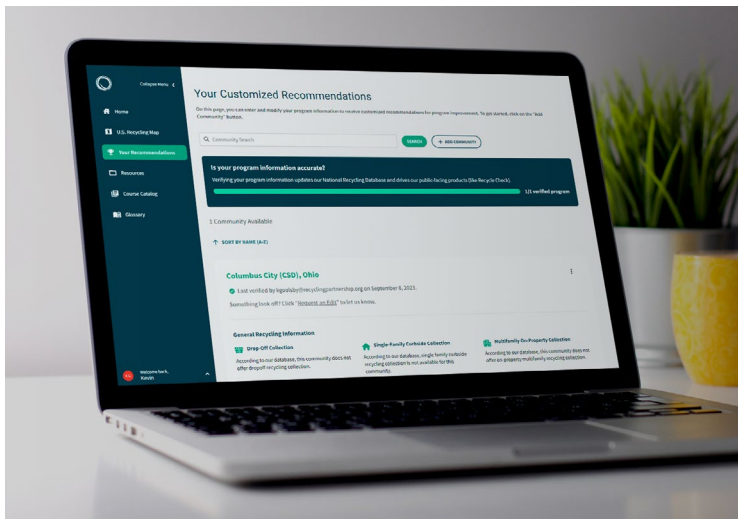 Collapse Menu
Home
U.S. Recycling Map
Your Recommendations
Resources
Course Catalog
Glossary
Welcome back,
Kevin
Your Customized Recommendations
On this page, you can enter and modify your program information to receive customized recommendations for program improvement. To get started, click on the "Add
Community" Button.
Community Search
SEARCH
+ ADD COMMUNITY
Is your program information accurate?
Verifying your program information updates our National Recycling Database and drives our public-facing products (like Recycle Check).
1/1 verified program
1 Community Available
SORT BY NAME (A-Z)
Columbus City (CSD), Ohio
Last verified by kgoolsby@recyclingpartnership.org on September 6, 2023.
Something look off? Click "Request an Edit" to let us know.
General Recycling Information
Drop-Off Collection
According to our database, this community does not
offer dropoff recycling collection.
Single-Family Curbside Collection
According to our database, single family curbside
recycling collection is not available for this
community.
Multifamily On-Property Collection
According to our database, this community does not
offer on-property multifamily recycling collection.